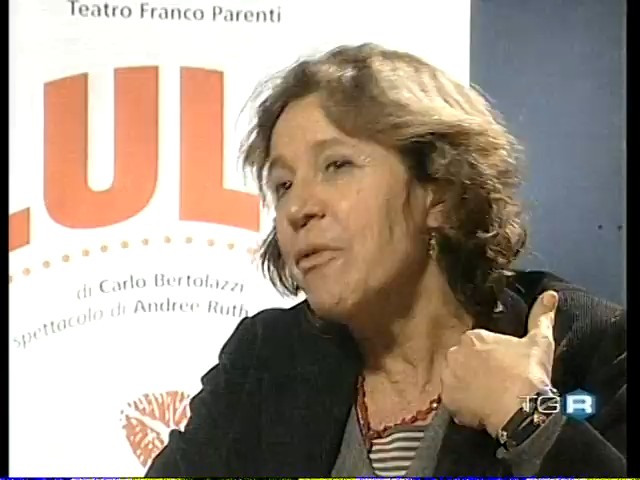 Teatro Franco Parenti
LUL
di Carlo Bertolazzi
spettacolo di Andree Ruth
TGR